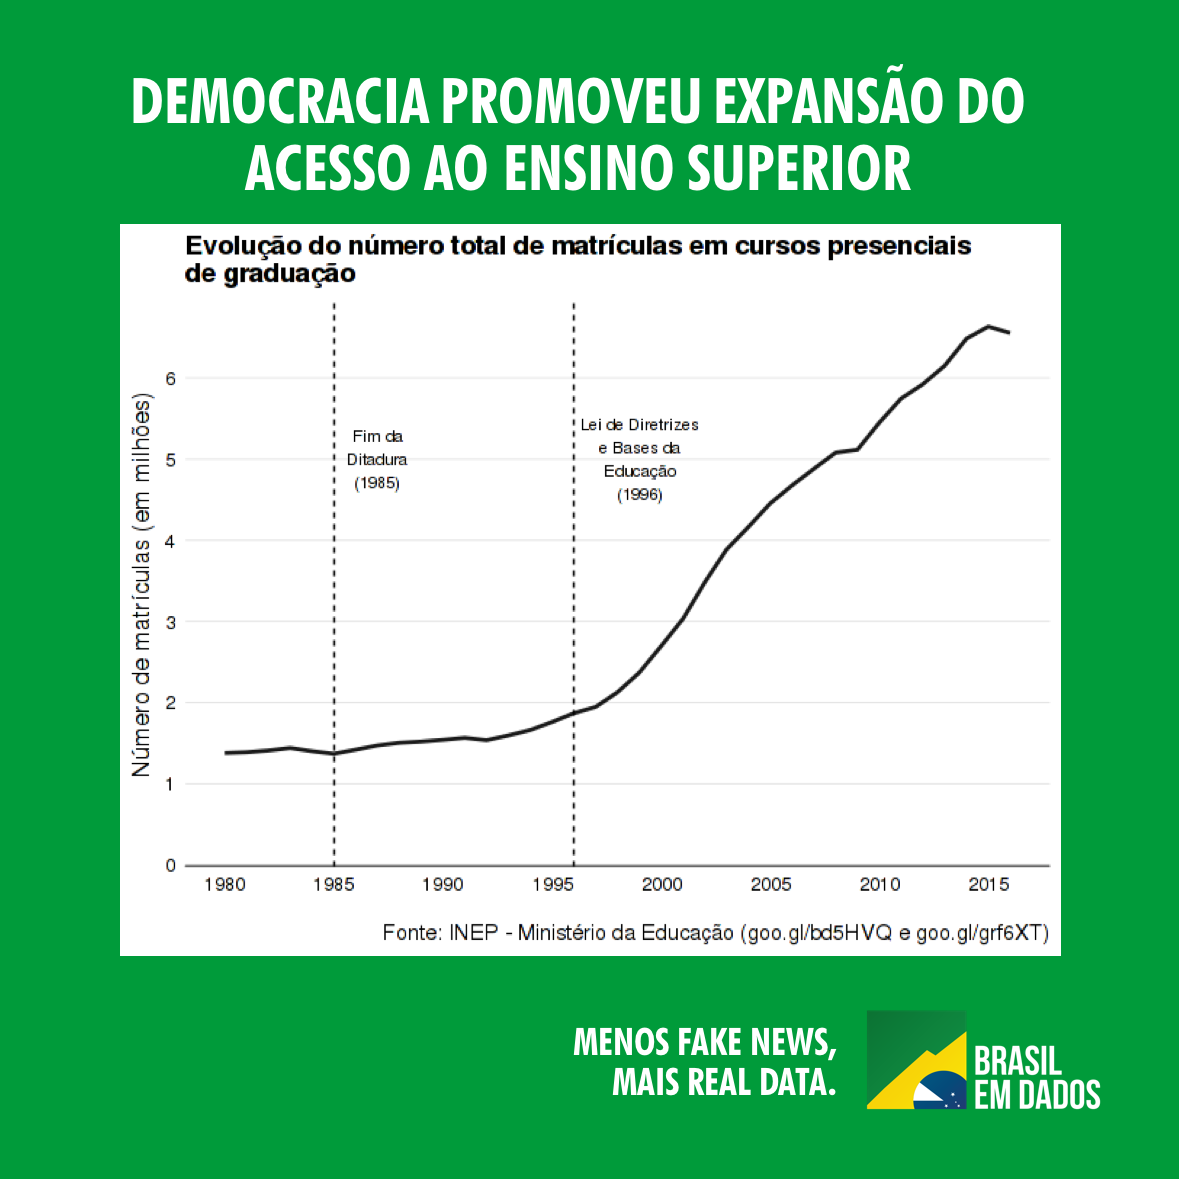 DEMOCRACIA PROMOVEU EXPANSÃO DO
ACESSO AO ENSINO SUPERIOR
Evolução do número total de matrículas em cursos presenciais
de graduação
Número de matrículas (em milhões)
6
5
4
3
2
1
0
Fim da
Ditadura
(1985)
Lei de Diretrizes
e Bases da
Educação
(1996)
1980 1985 1990 1995 2000 2005 2010 2015
Fonte: INEP - Ministério da Educação (goo.gl/bd5HVQ e goo.gl/grf6XT)
MENOS FAKE NEWS,
MAIS REAL DATA.
BRASIL
EM DADOS